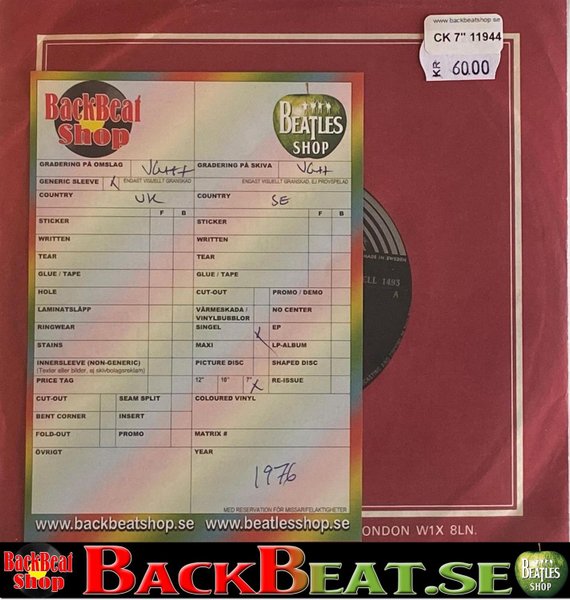 www.backbeatshop.se
CK 7" 11944
KR 60.00
BackBeat
Shop
BEATLES
SHOP
GRADERING PÅ OMSLAG VG++ GRADERING PÅ SKIVA VG++
GENERIC SLEEVE X ENDAST VISUELLT GRANSKAD ENDAST VISUELLT GRANSKAD, EJ PROVSPELAD
COUNTRY UK COUNTRY SE
F B F B
STICKER STICKER
WRITTEN WRITTEN
TEAR TEAR
GLUE / TAPE GLUE / TAPE
HOLE CUT-OUT PROMO / DEMO
LAMINATSLÄPP VÄRMESKADA / VINYLBUBBLOR NO CENTER
RINGWEAR SINGEL X EP
STAINS MAXI LP-ALBUM
INNERSLEEVE (NON-GENERIC) PICTURE DISC SHAPED DISC
(Texter eller bilder, ej skivbolagsreklam)
PRICE TAG 12" 10" 7" X RE-ISSUE
CUT-OUT SEAM SPLIT COLOURED VINYL
BENT CORNER INSERT
FOLD-OUT PROMO MATRIX #
ÖVRIGT YEAR
1976
MED RESERVATION FÖR MISSAR/FELAKTIGHETER
www.backbeatshop.se www.beatlesshop.se
MADE IN SWEDEN
ELL 1493
A
LONDON W1X 8LN.
BackBeat
Shop
BACKBEAT.SE
BEATLES
SHOP